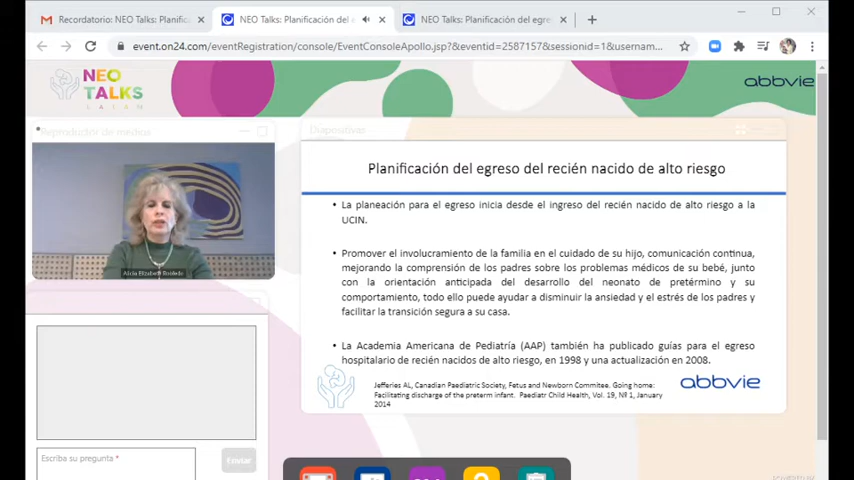 Recordatorio: NEO Talks: Planific
NEO Talks: Planificación del
NEO Talks: Planificación del egre
event.on24.com/eventRegistration/console/EventConsoleApollo.jsp?&eventid=2587157&sessionid=1&usernam...
NEO
TALKS
LATAM
abbvie
Reproductor de medios
Diapositivas
Planificación del egreso del recién nacido de alto riesgo
• La planeación para el egreso inicia desde el ingreso del recién nacido de alto riesgo a la
UCIN.
• Promover el involucramiento de la familia en el cuidado de su hijo, comunicación continua,
mejorando la comprensión de los padres sobre los problemas médicos de su bebé, junto
con la orientación anticipada del desarrollo del neonato de pretérmino y su
comportamiento, todo ello puede ayudar a disminuir la ansiedad y el estrés de los padres y
facilitar la transición segura a su casa.
• La Academia Americana de Pediatría (AAP) también ha publicado guías para el egreso
hospitalario de recién nacidos de alto riesgo, en 1998 y una actualización en 2008.
Jefferies AL, Canadian Paediatric Society, Fetus and Newborn Commitee. Going home:
Facilitating discharge of the preterm infant. Paediatr Child Health, Vol. 19, Nº 1, January
2014
abbvie
Alicia Elizabeth
Escriba su pregunta *
Enviar